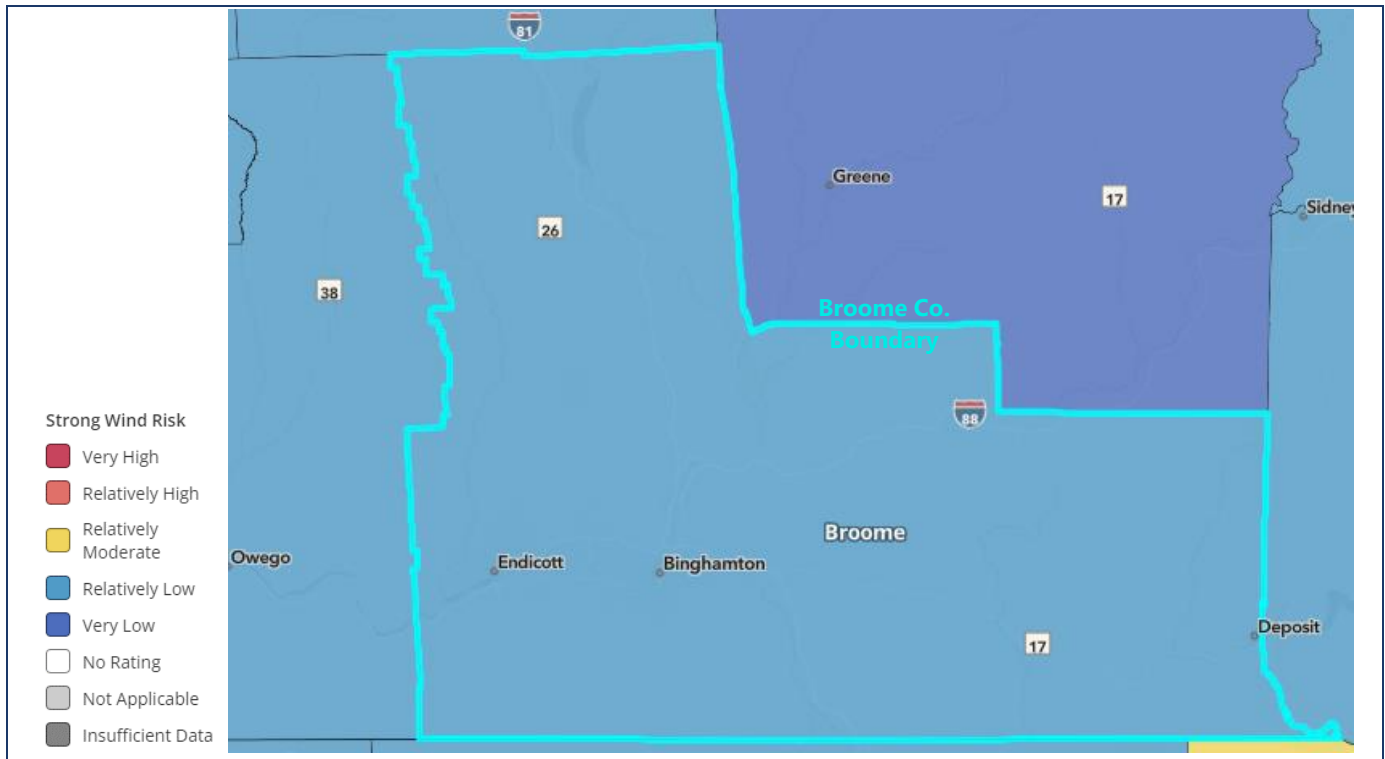 81
Greene
17
Sidney
26
38
Broome Co.
Boundary
88
Strong Wind Risk
Very High
Relatively High
Relatively
Moderate
Relatively Low
Very Low
No Rating
Not Applicable
Insufficient Data
Broome
Owego
Endicott
Binghamton
Deposit
17